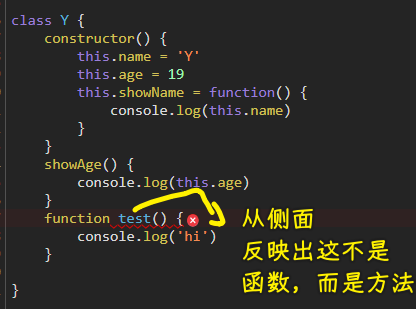 class Y {
constructor() {
this.name = 'Y'
this.age = 19
this.showName = function() {
console.log(this.name)
}
}
showAge() {
console.log(this.age)
}
function test() {
从侧面
console.log('hi')
反映出这不是
}
函数，而是方法
}